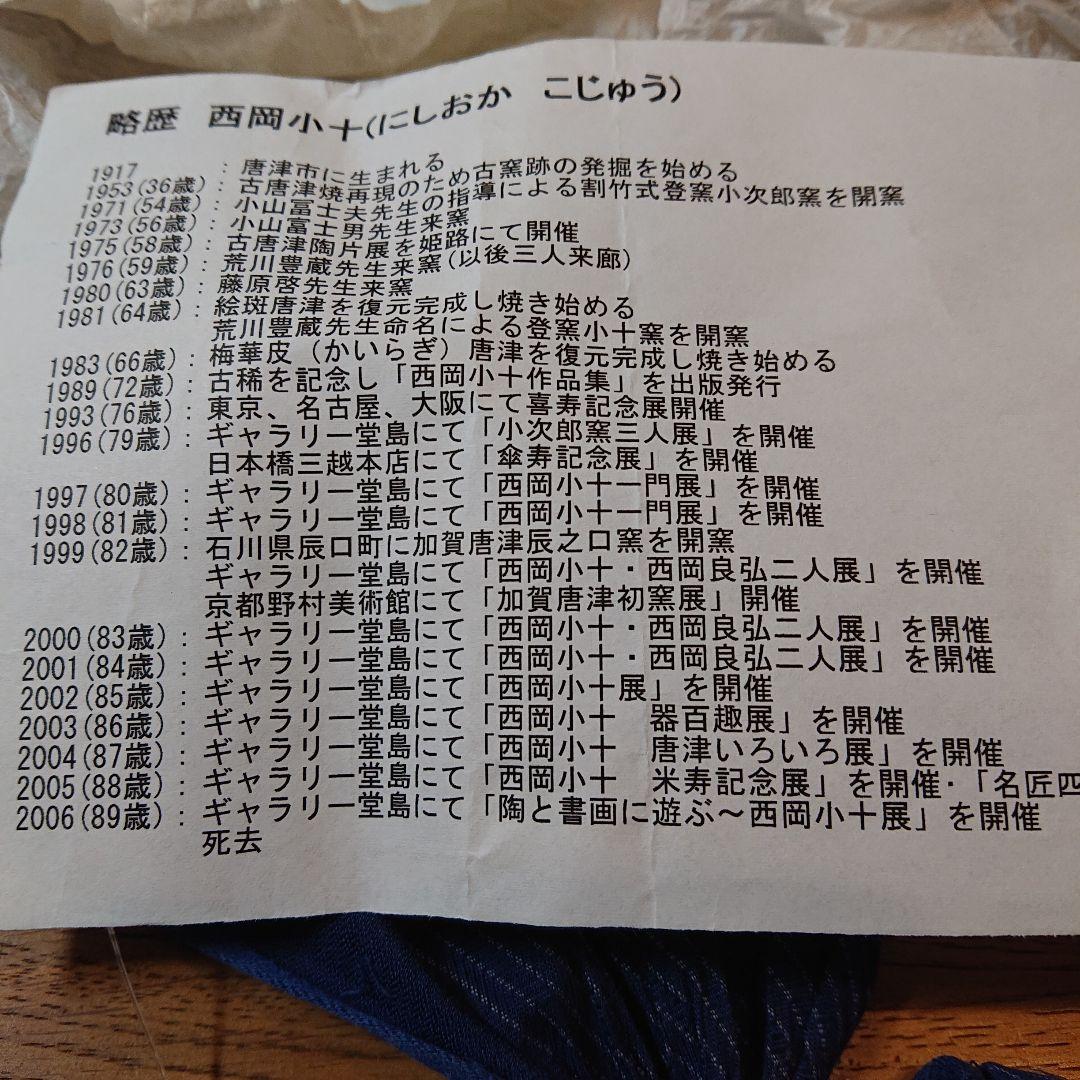 略歴　西岡小十(にしおか　こじゅう)
1917　　　　: 唐津市に生まれる
1953(36歳): 古唐津焼再現のため古窯跡の発掘を始める
1971(54歳): 小山冨士夫先生の指導による割竹式登窯小次郎窯を開窯
1973(56歳): 小山冨士男先生来窯
1975(58歳): 古唐津陶片展を姫路にて開催
1976(59歳): 荒川豊蔵先生来窯(以後三人来廊)
1980(63歳): 藤原啓先生来窯
1981(64歳): 絵斑唐津を復元完成し焼き始める
荒川豊蔵先生命名による登窯小十窯を開窯
1983(66歳): 梅華皮（かいらぎ）唐津を復元完成し焼き始める
1989(72歳): 古稀を記念し「西岡小十作品集」を出版発行
1993(76歳): 東京、名古屋、大阪にて喜寿記念展開催
1996(79歳): ギャラリー堂島にて「小次郎窯三人展」を開催
日本橋三越本店にて「傘寿記念展」を開催
1997(80歳): ギャラリー堂島にて「西岡小十一門展」を開催
1998(81歳): ギャラリー堂島にて「西岡小十一門展」を開催
1999(82歳): 石川県辰口町に加賀唐津辰之口窯を開窯
ギャラリー堂島にて「西岡小十・西岡良弘二人展」を開催
京都野村美術館にて「加賀唐津初窯展」開催
2000(83歳): ギャラリー堂島にて「西岡小十・西岡良弘二人展」を開催
2001(84歳): ギャラリー堂島にて「西岡小十・西岡良弘二人展」を開催
2002(85歳): ギャラリー堂島にて「西岡小十展」を開催
2003(86歳): ギャラリー堂島にて「西岡小十　器百趣展」を開催
2004(87歳): ギャラリー堂島にて「西岡小十　唐津いろいろ展」を開催
2005(88歳): ギャラリー堂島にて「西岡小十　米寿記念展」を開催・「名匠四
2006(89歳): ギャラリー堂島にて「陶と書画に遊ぶ～西岡小十展」を開催
死去